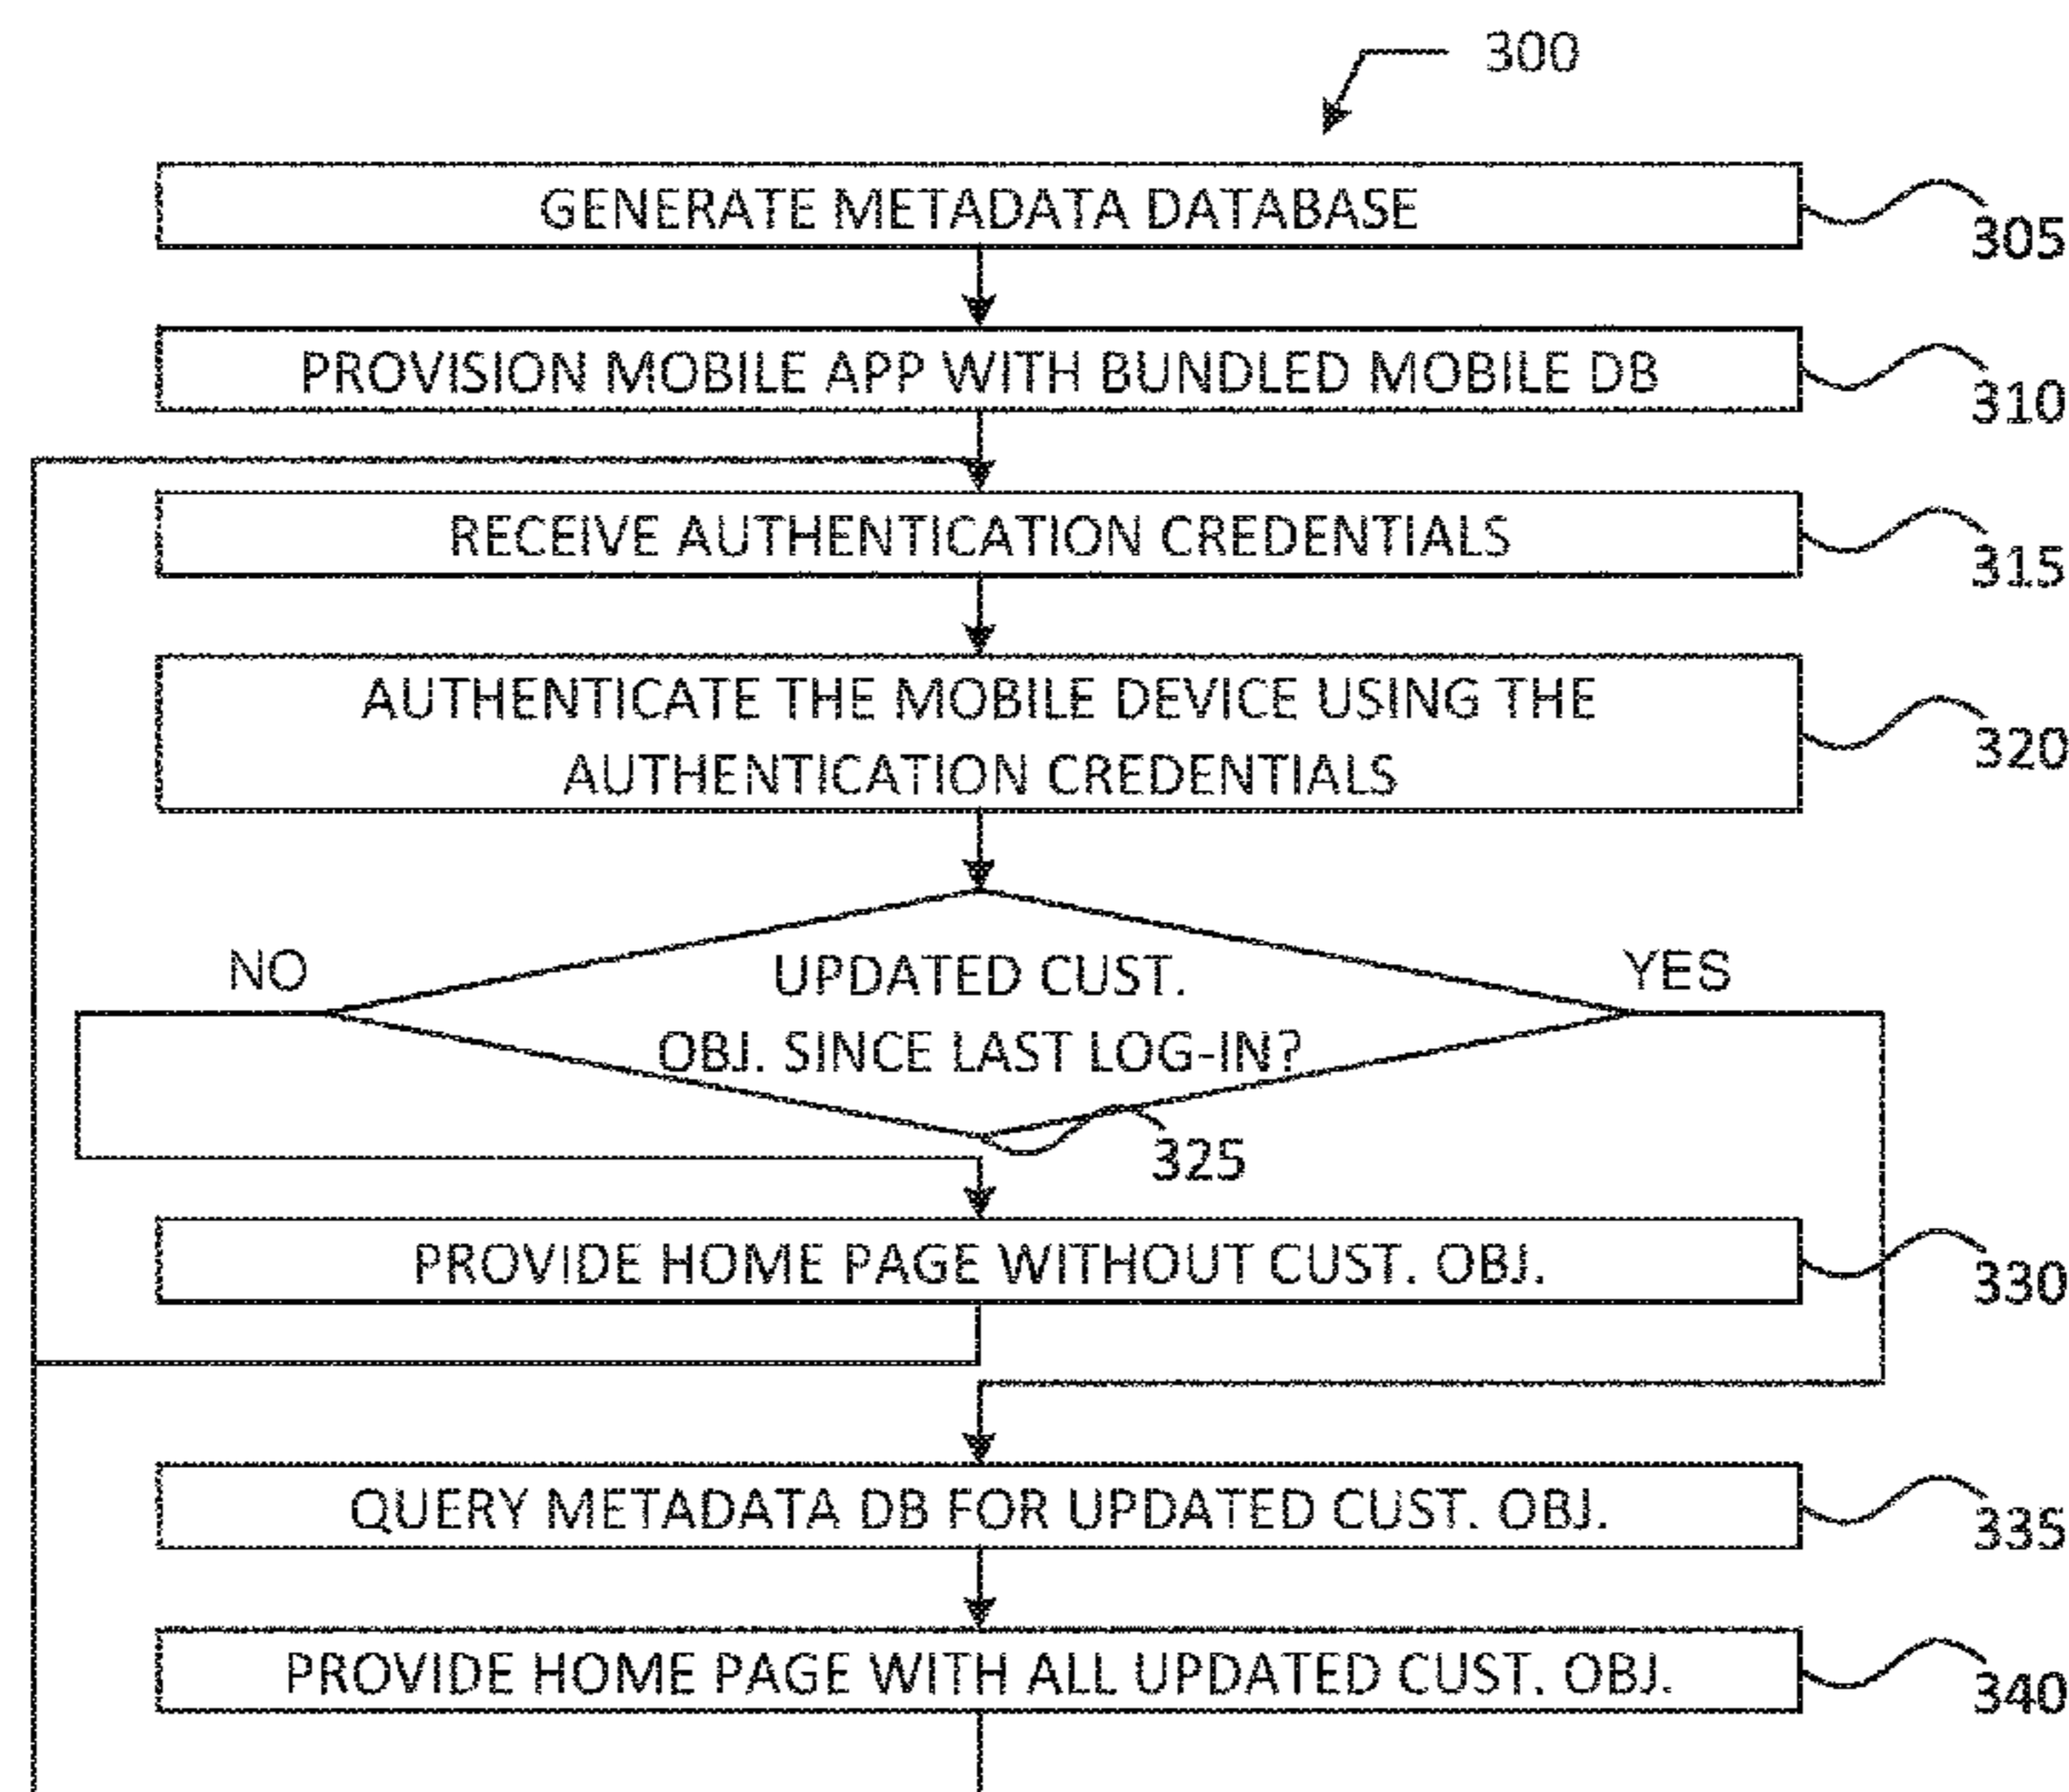 300
GENERATE METADATA DATABASE
305
PROVISION MOBILE APP WITH BUNDLED MOBILE DB
310
RECEIVE AUTHENTICATION CREDENTIALS
315
AUTHENTICATE THE MOBILE DEVICE USING THE
AUTHENTICATION CREDENTIALS
320
NO
UPDATED CUST.
OBJ. SINCE LAST LOG-IN?
YES
325
PROVIDE HOME PAGE WITHOUT CUST. OBJ.
330
QUERY METADATA DB FOR UPDATED CUST. OBJ.
335
PROVIDE HOME PAGE WITH ALL UPDATED CUST. OBJ.
340